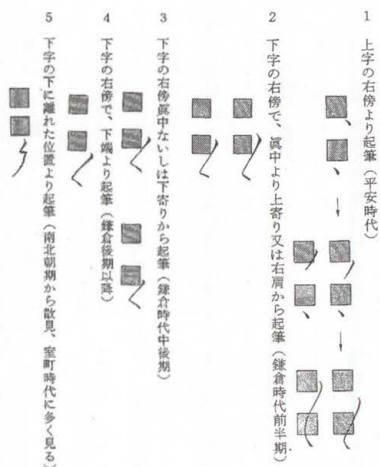 1 上字の右傍より起筆（平安時代）
2 下字の右傍で、眞中より上寄り又は右肩から起筆（鎌倉時代前半期）
3 下字の右傍眞中ないしは下寄りから起筆（鎌倉時代中後期）
4 下字の右傍で、下端より起筆（鎌倉後期以降）
5 下字の下に離れた位置より起筆（南北朝期から散見、室町時代に多く見る）